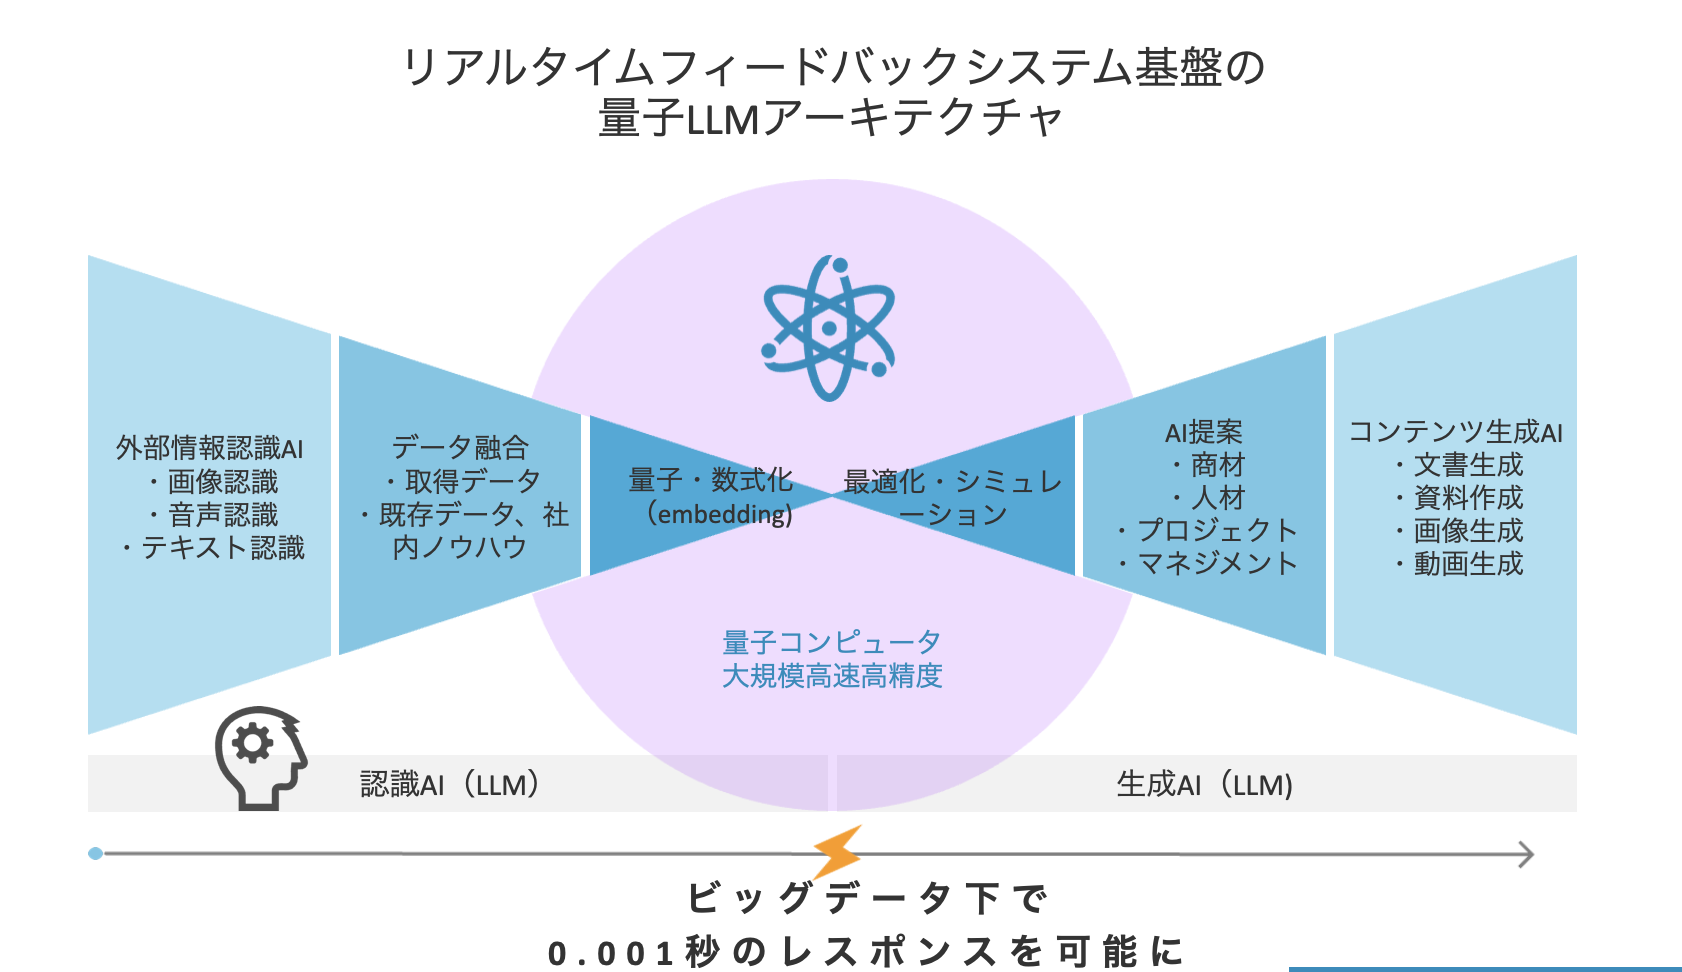 リアルタイムフィードバックシステム基盤の
量子LLMアーキテクチャ
外部情報認識AI
・画像認識
・音声認識
・テキスト認識
データ融合
・取得データ
・既存データ、社
内ノウハウ
量子・数式化
（embedding)
最適化・シミュレ
ーション
AI提案
・商材
・人材
・プロジェクト
・マネジメント
コンテンツ生成AI
・文書生成
・資料作成
・画像生成
・動画生成
量子コンピュータ
大規模高速高精度
認識AI（LLM）
生成AI（LLM)
ビッグデータ下で
0.001秒のレスポンスを可能に